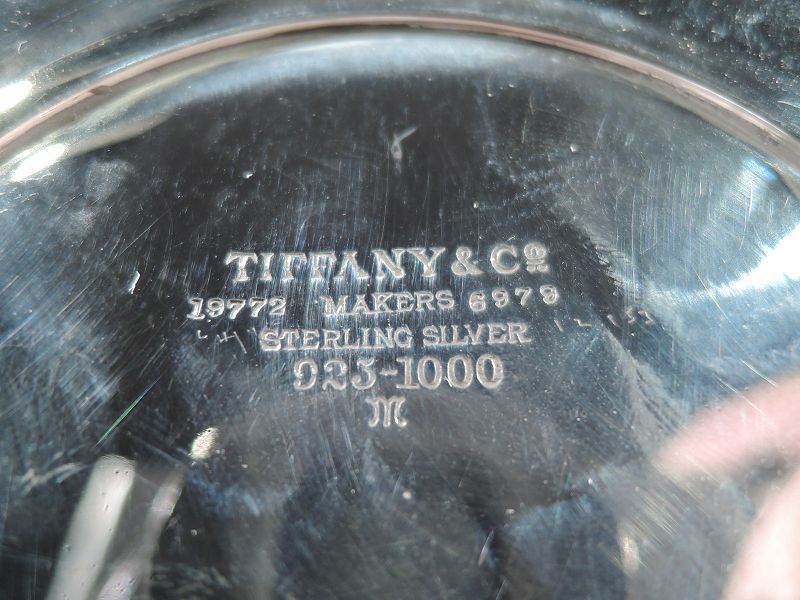 TIFFANY & Co
19772 MAKERS 6979
STERLING SILVER
925-1000
M